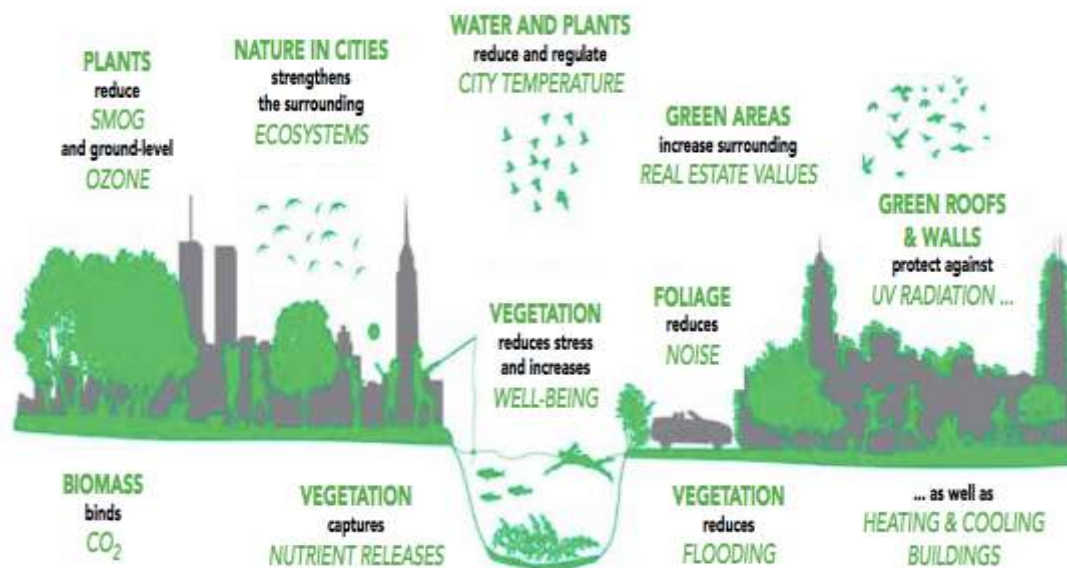 PLANTS
reduce
SMOG
and ground-level
OZONE
NATURE IN CITIES
strengthens
the surrounding
ECOSYSTEMS
WATER AND PLANTS
reduce and regulate
CITY TEMPERATURE
GREEN AREAS
increase surrounding
REAL ESTATE VALUES
GREEN ROOFS
& WALLS
protect against
UV RADIATION ...
VEGETATION
reduces stress
and increases
WELL-BEING
FOLIAGE
reduces
NOISE
BIOMASS
binds
CO₂
VEGETATION
captures
NUTRIENT RELEASES
VEGETATION
reduces
FLOODING
... as well as
HEATING & COOLING
BUILDINGS